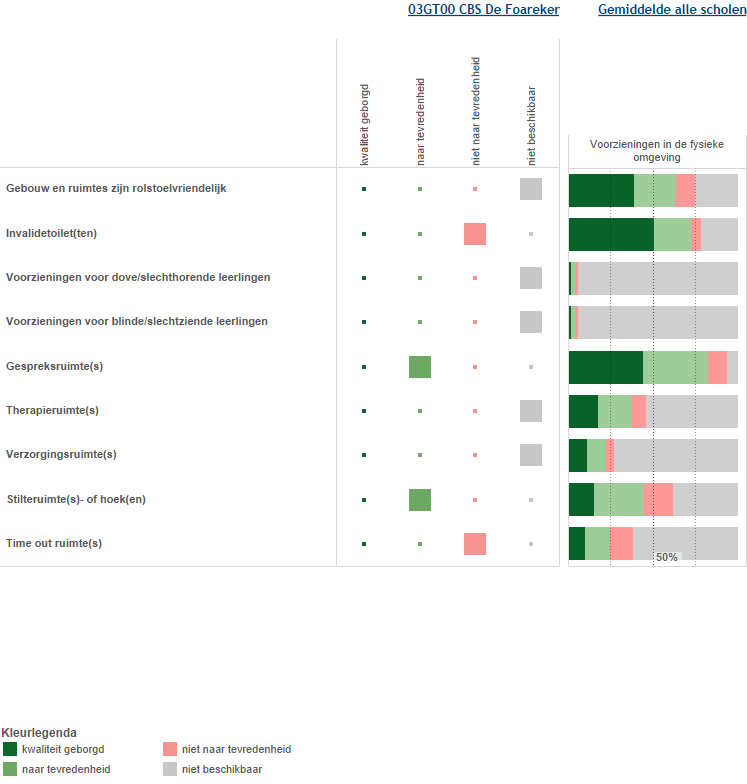 03GT00 CBS De Foareker
Gemiddelde alle scholen
kwaliteit geborgd
naar tevredenheid
niet naar tevredenheid
niet beschikbaar
Voorzieningen in de fysieke
omgeving
Gebouw en ruimtes zijn rolstoelvriendelijk
Invalidetoilet(ten)
Voorzieningen voor dove/slechthorende leerlingen
Voorzieningen voor blinde/slechtziende leerlingen
Gespreksruimte(s)
Therapieruimte(s)
Verzorgingsruimte(s)
Stilteruimte(s)- of hoek(en)
Time out ruimte(s)
50%
Kleurlegenda
kwaliteit geborgd
niet naar tevredenheid
naar tevredenheid
niet beschikbaar